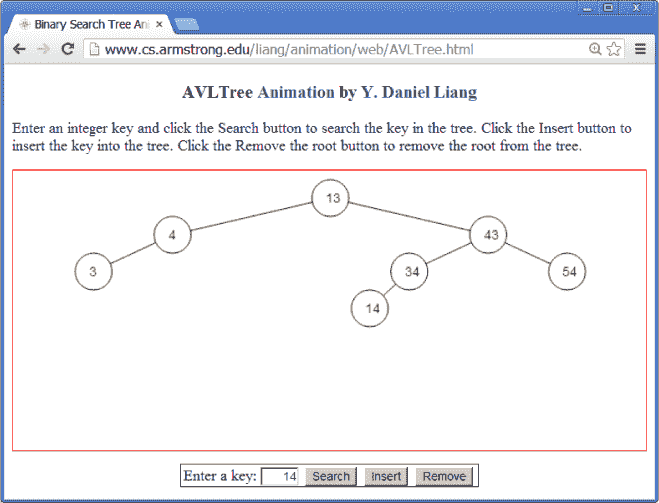 Binary Search Tree An
www.cs.armstrong.edu/liang/animation/web/AVLTree.html
AVLTree Animation by Y. Daniel Liang
Enter an integer key and click the Search button to search the key in the tree. Click the Insert button to
insert the key into the tree. Click the Remove the root button to remove the root from the tree.
13
4
43
3
34
54
14
Enter a key: 14 Search Insert Remove